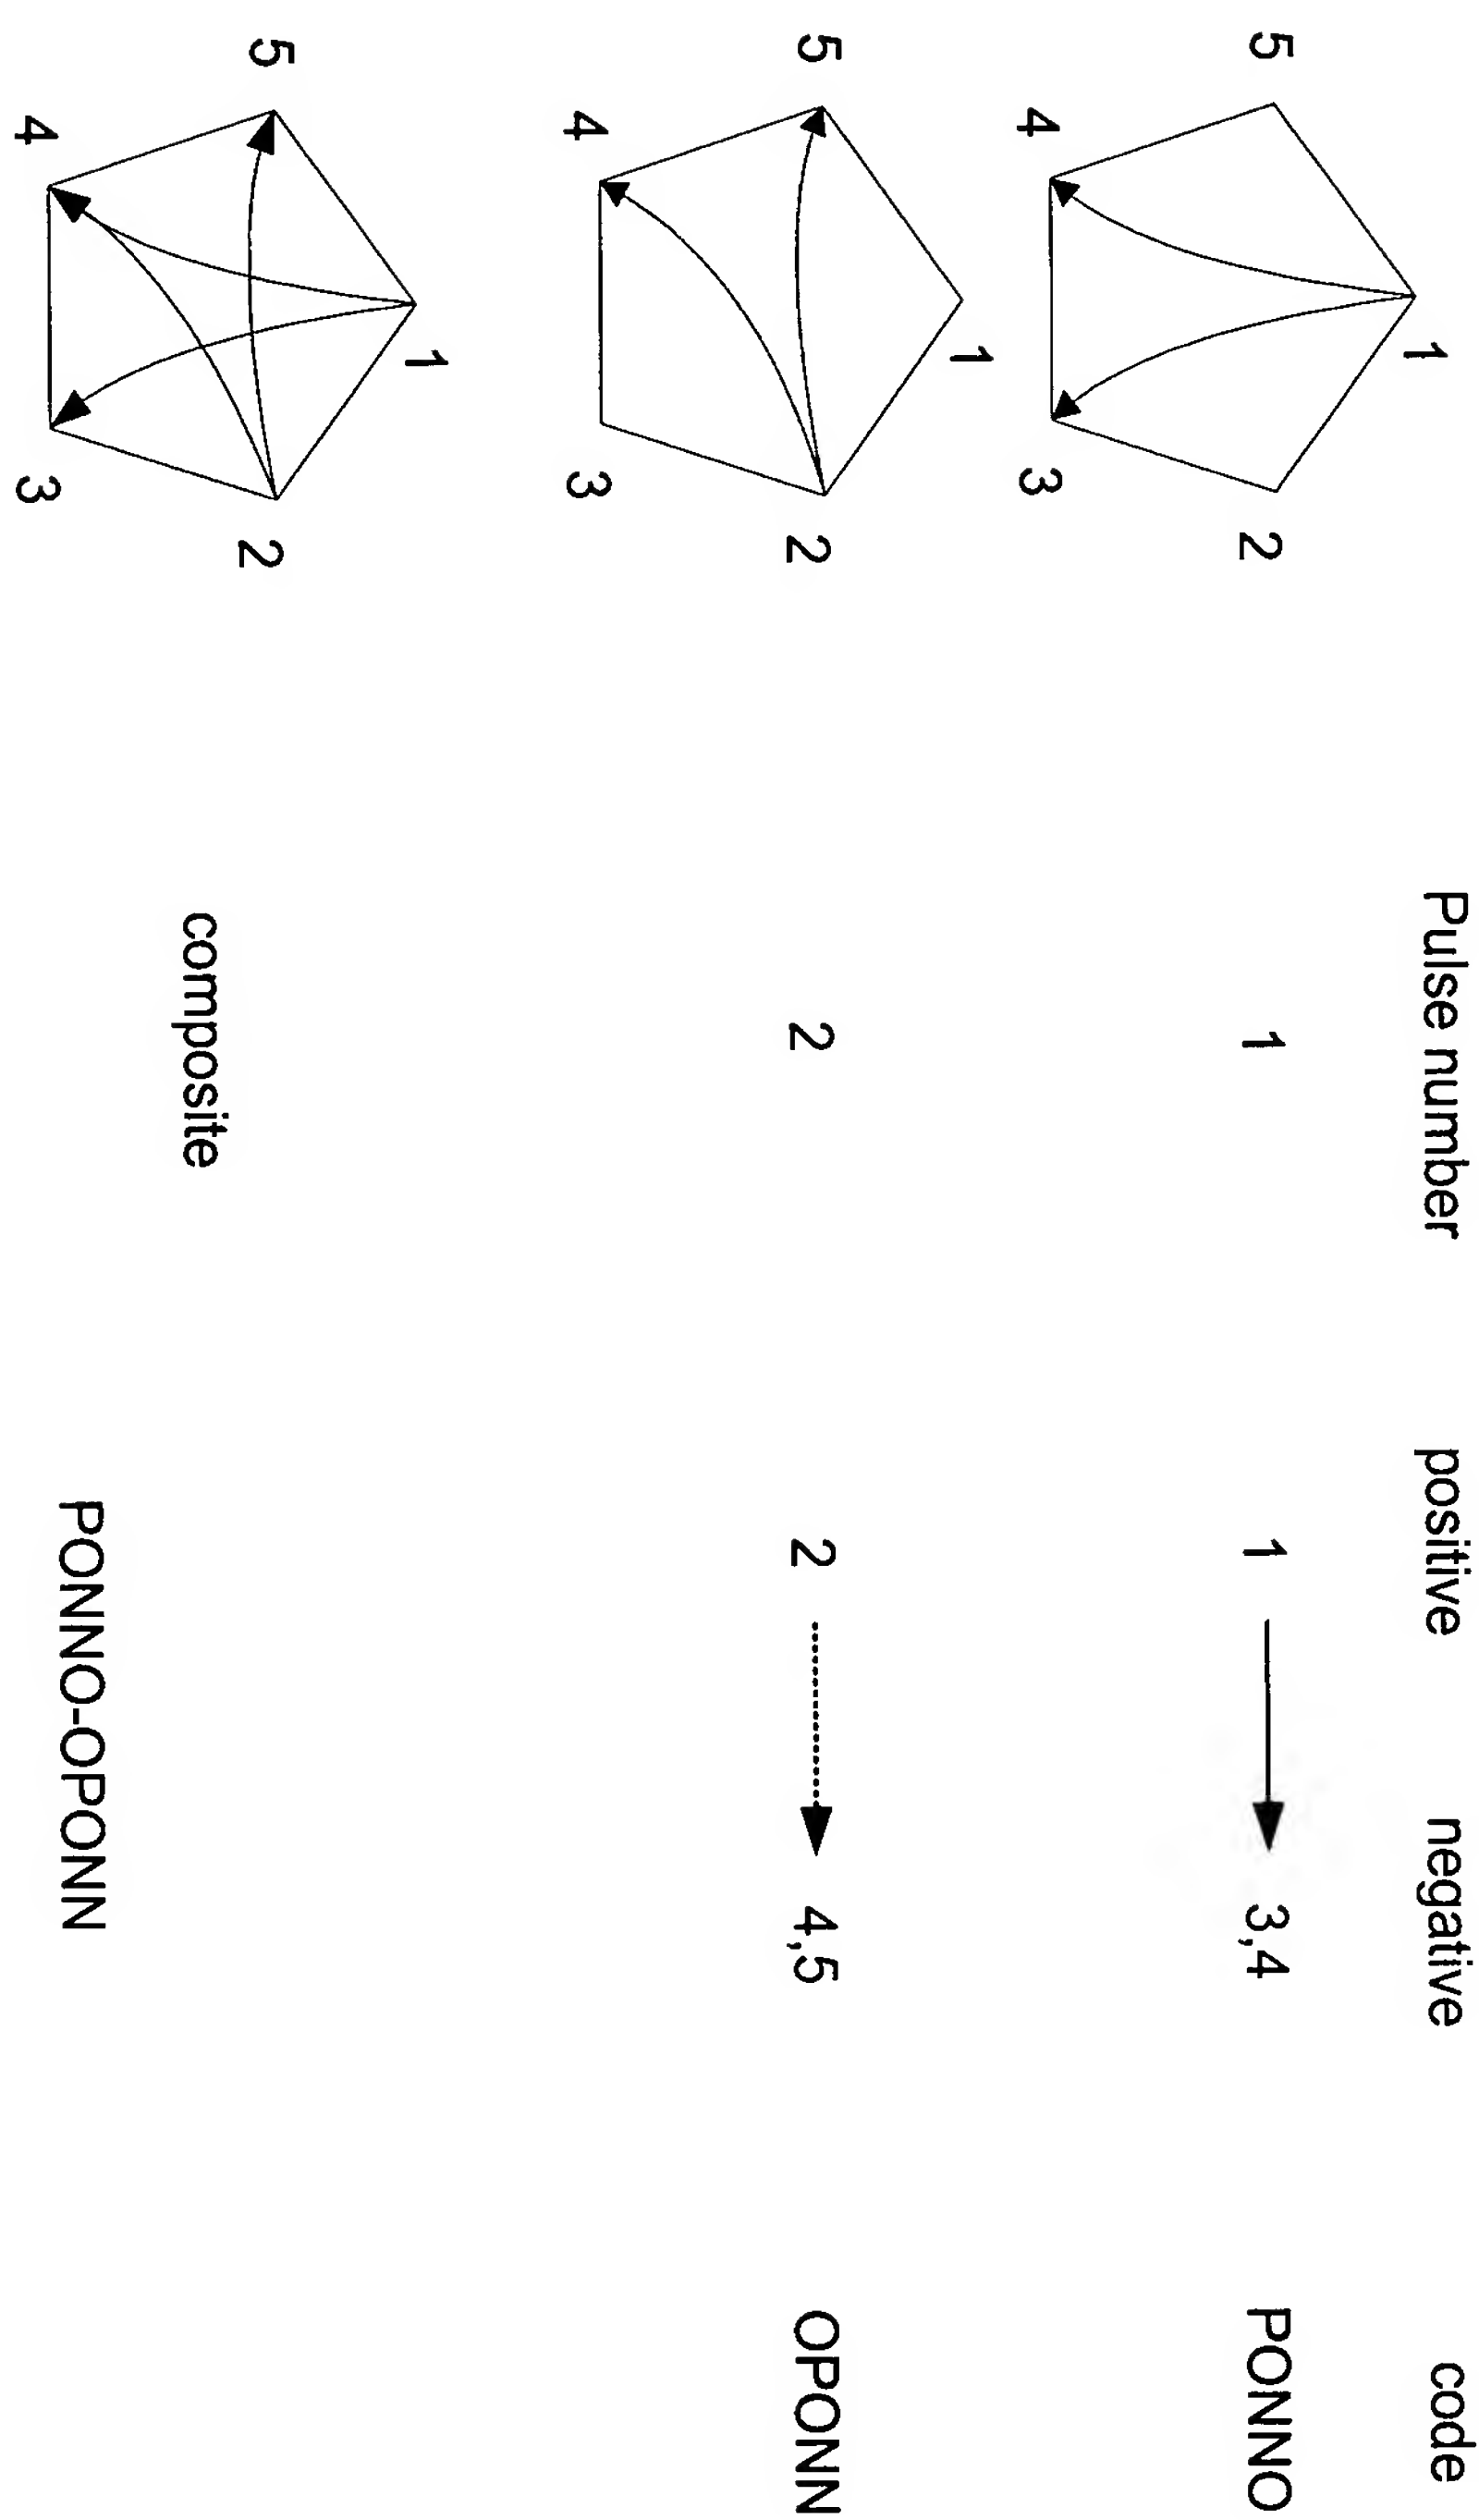 Pulse number positive negative code
1
5 2
4 3
1 1 3,4 PONNO
1
5 2
4 3
2 2 4,5 OPONN
1
5 2
4 3
composite
PONNO-OPONN